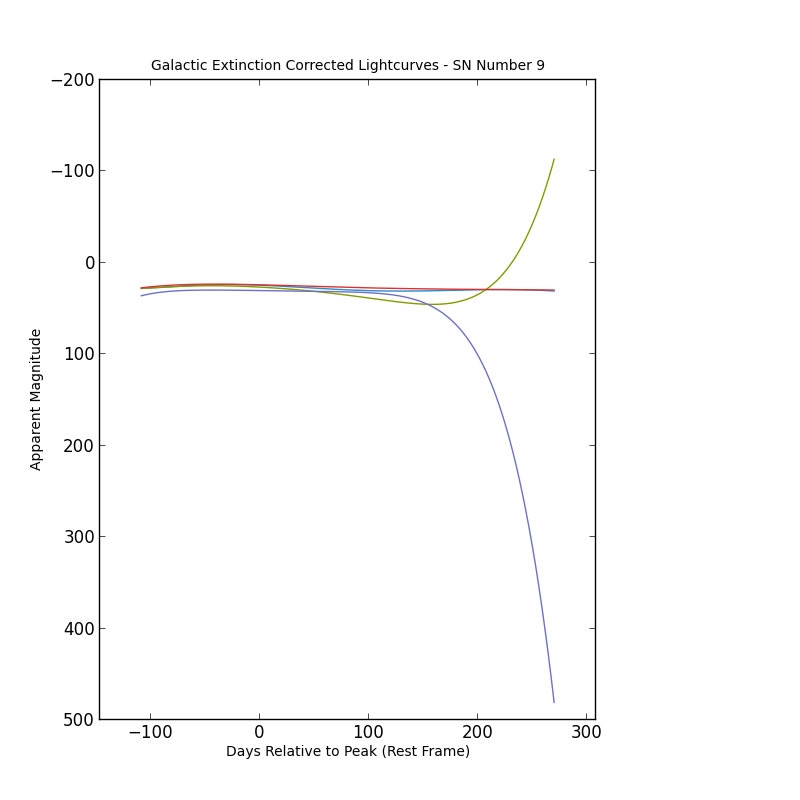 Galactic Extinction Corrected Lightcurves - SN Number 9
−200
−100
0
100
200
300
400
500
Apparent Magnitude
−100 0 100 200 300
Days Relative to Peak (Rest Frame)